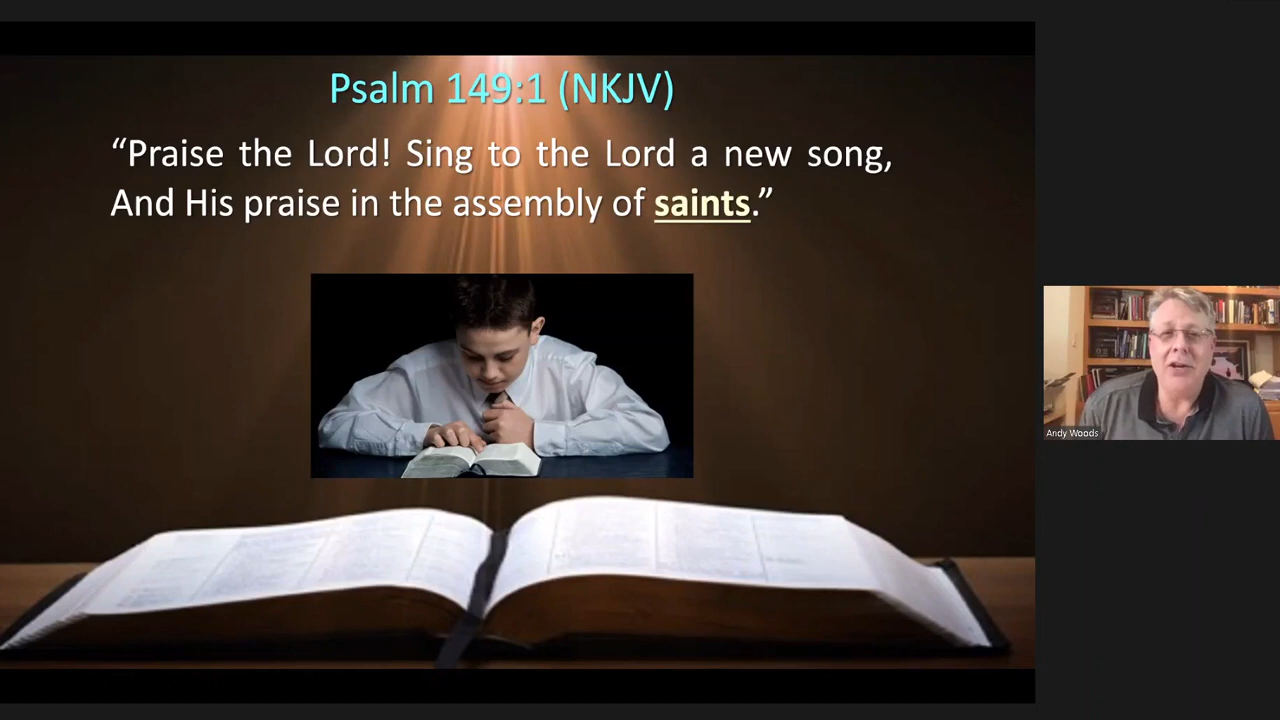 Psalm 149:1 (NKJV)
“Praise the Lord! Sing to the Lord a new song,
And His praise in the assembly of saints.”
Andy Woods